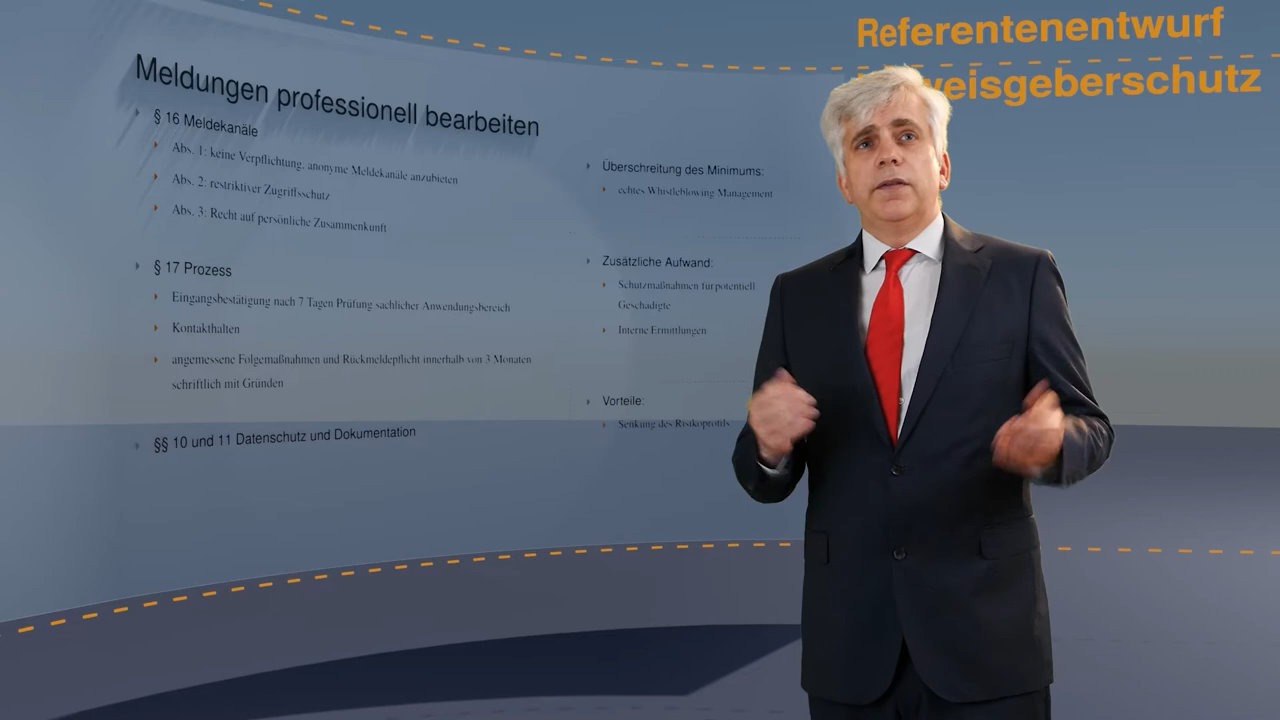 Referentenentwurf
weisgeberschutz
Meldungen professionell bearbeiten
§ 16 Meldekanäle
Abs. 1: keine Verpflichtung, anonyme Meldekanäle anzubieten
Abs. 2: restriktiver Zugriffsschutz
Abs. 3: Recht auf persönliche Zusammenkunft
§ 17 Prozess
Eingangsbestätigung nach 7 Tagen Prüfung sachlicher Anwendungsbereich
Kontakthalten
angemessene Folgemaßnahmen und Rückmeldepflicht innerhalb von 3 Monaten
schriftlich mit Gründen
§§ 10 und 11 Datenschutz und Dokumentation
Überschreitung des Minimums:
echtes Whistleblowing Management
Zusätzliche Aufwand:
Schutzmaßnahmen für potentiell
Geschädigte
Interne Ermittlungen
Vorteile:
Senkung des Risikoprofils